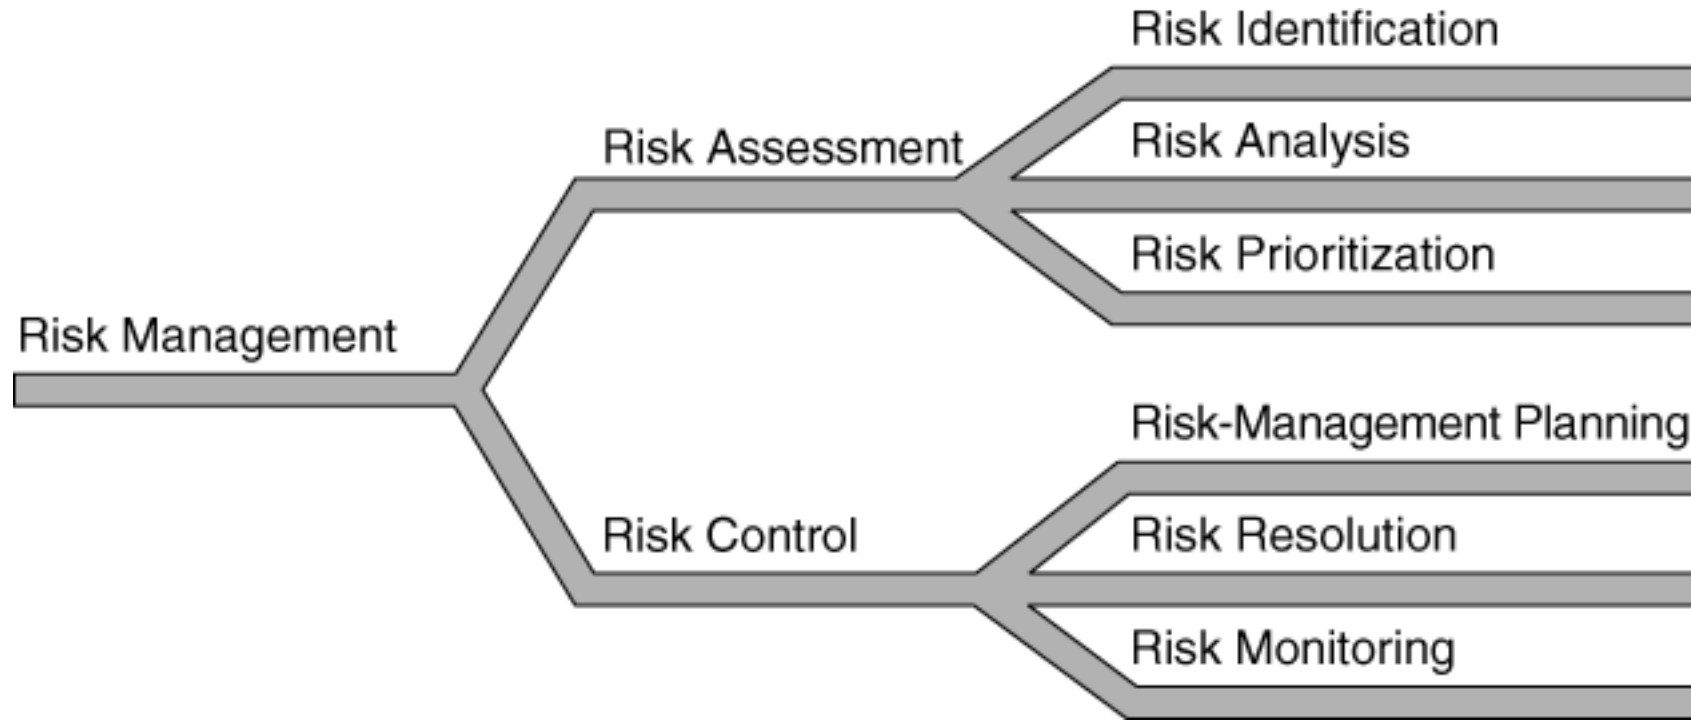 Risk Management
Risk Assessment
Risk Identification
Risk Analysis
Risk Prioritization
Risk Control
Risk-Management Planning
Risk Resolution
Risk Monitoring